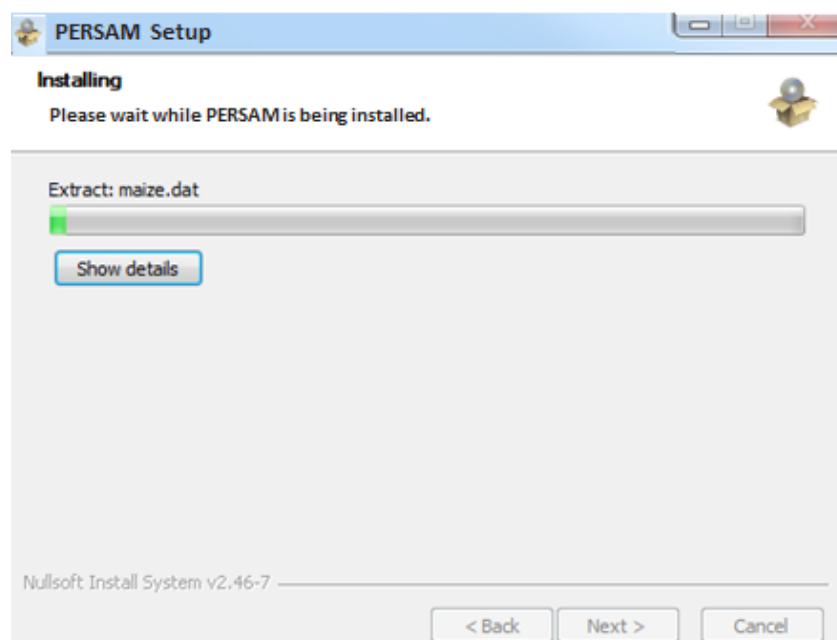 PERSAM Setup
Installing
Please wait while PERSAM is being installed.
Extract: maize.dat
Show details
Nullsoft Install System v2.46-7
< Back Next > Cancel